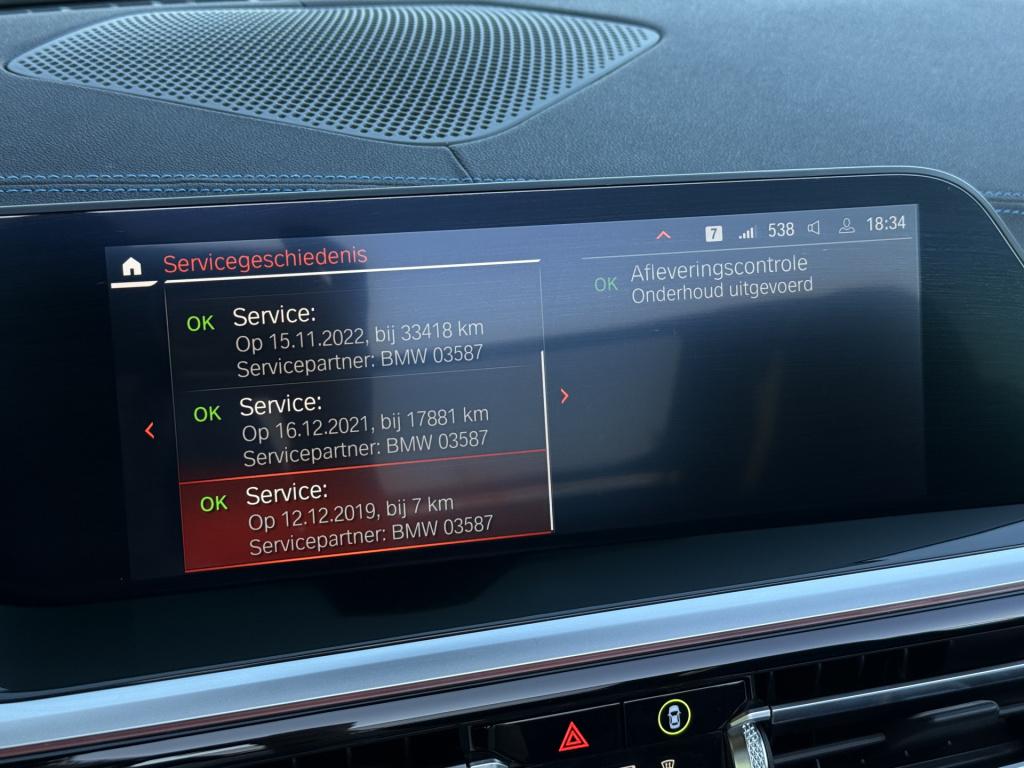 Servicegeschiedenis
7 538 18:34
OK Service:
Op 15.11.2022, bij 33418 km
Servicepartner: BMW 03587
OK Service:
Op 16.12.2021, bij 17881 km
Servicepartner: BMW 03587
OK Service:
Op 12.12.2019, bij 7 km
Servicepartner: BMW 03587
OK Afleveringscontrole
Onderhoud uitgevoerd